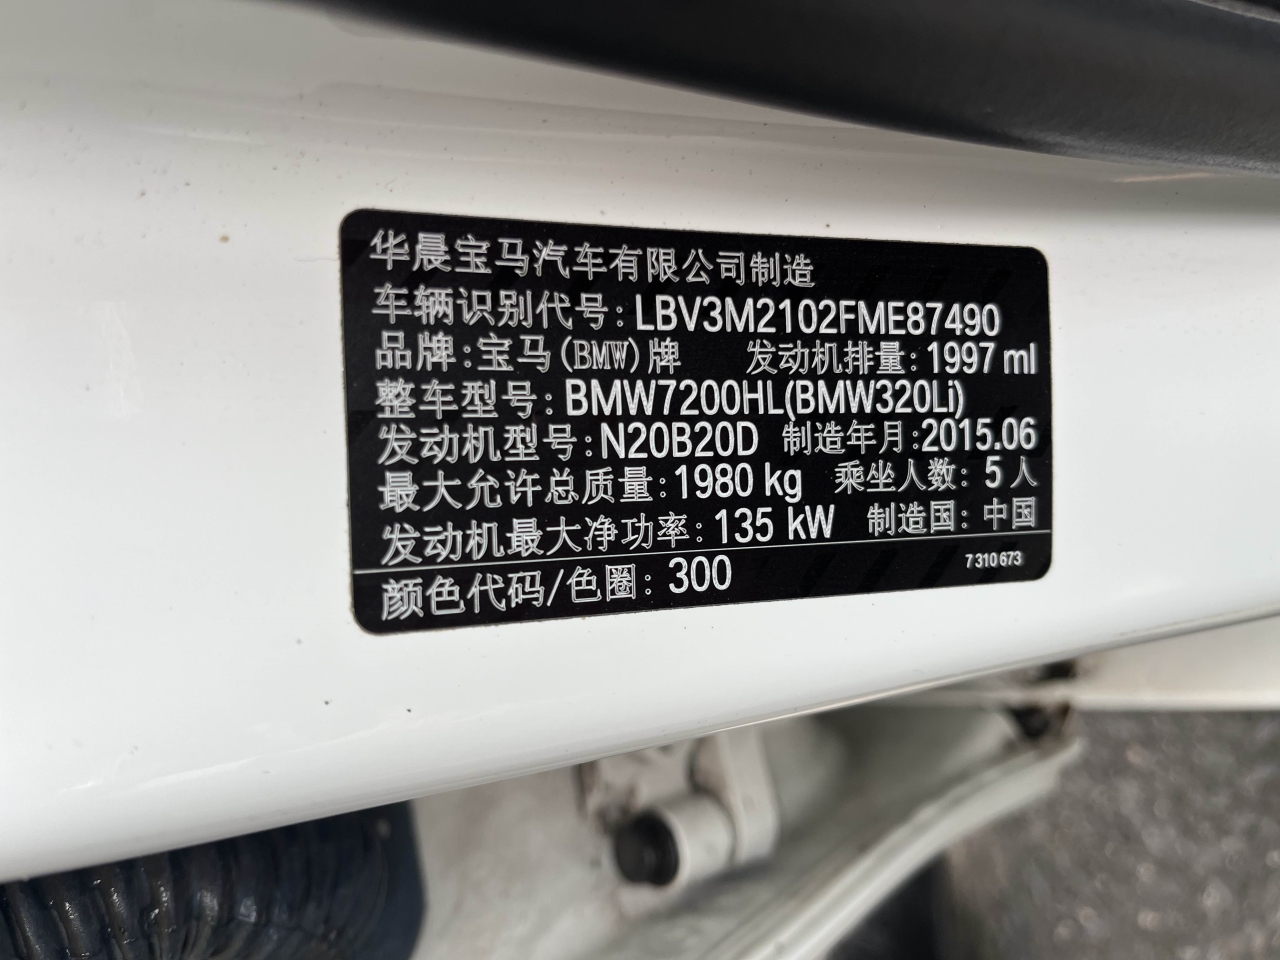 华晨宝马汽车有限公司制造
车辆识别代号:LBV3M2102FME87490
品牌:宝马(BMW)牌 发动机排量:1997 ml
整车型号:BMW7200HL(BMW320Li)
发动机型号:N20B20D 制造年月:2015.06
最大允许总质量:1980 kg 乘坐人数:5人
发动机最大净功率:135 kW 制造国:中国
颜色代码/色圈:300 7 310 673